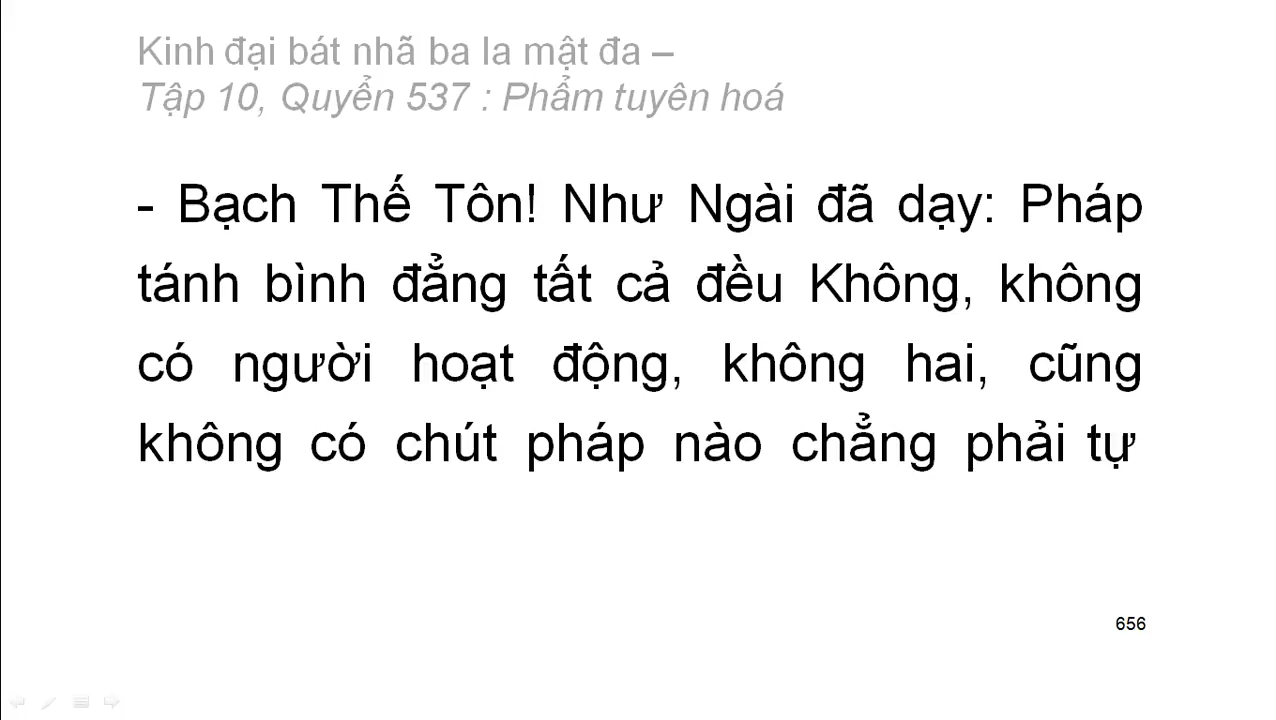 Kinh đại bát nhã ba la mật đa –
Tập 10, Quyển 537 : Phẩm tuyên hoá
- Bạch Thế Tôn! Như Ngài đã dạy: Pháp
tánh bình đẳng tất cả đều Không, không
có người hoạt động, không hai, cũng
không có chút pháp nào chẳng phải tự
656